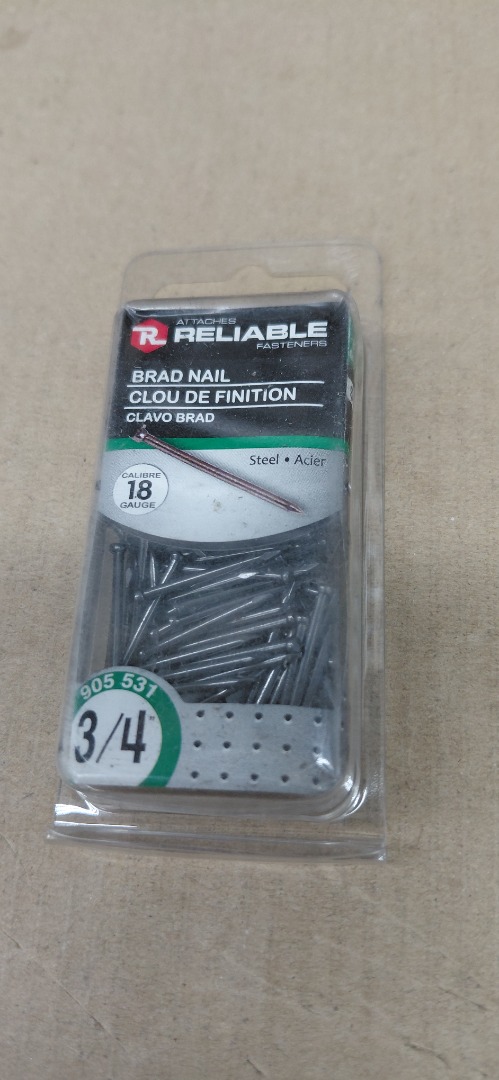 ATTACHES
R RELIABLE
FASTENERS
BRAD NAIL
CLOU DE FINITION
CLAVO BRAD
Steel • Acier
CALIBRE
18
GAUGE
905 531
3/4"